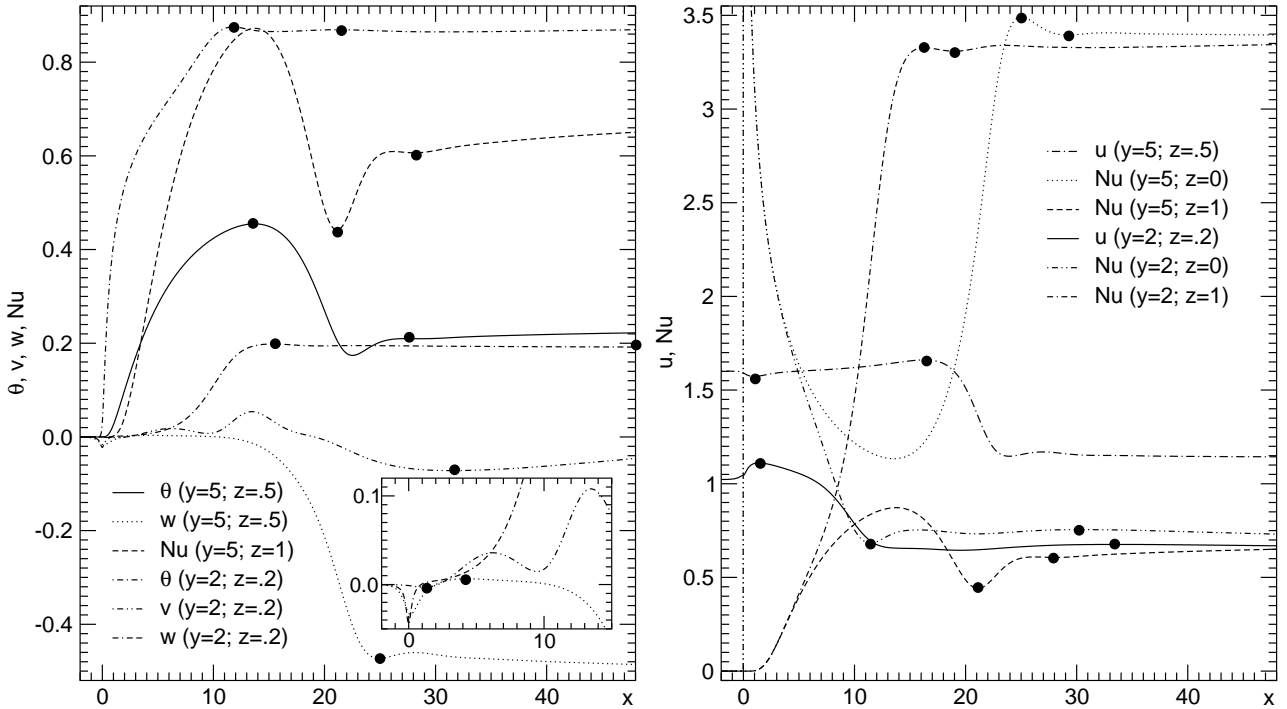 0.8
0.6
0.4
0.2
0.0
-0.2
-0.4
θ, v, w, Nu
θ (y=5; z=.5)
w (y=5; z=.5)
Nu (y=5; z=1)
θ (y=2; z=.2)
v (y=2; z=.2)
w (y=2; z=.2)
0.1
0.0
0 10
0 10 20 30 40 x
3.5
3
2.5
2
1.5
1
0.5
0
u, Nu
u (y=5; z=.5)
Nu (y=5; z=0)
Nu (y=5; z=1)
u (y=2; z=.2)
Nu (y=2; z=0)
Nu (y=2; z=1)
0 10 20 30 40 x